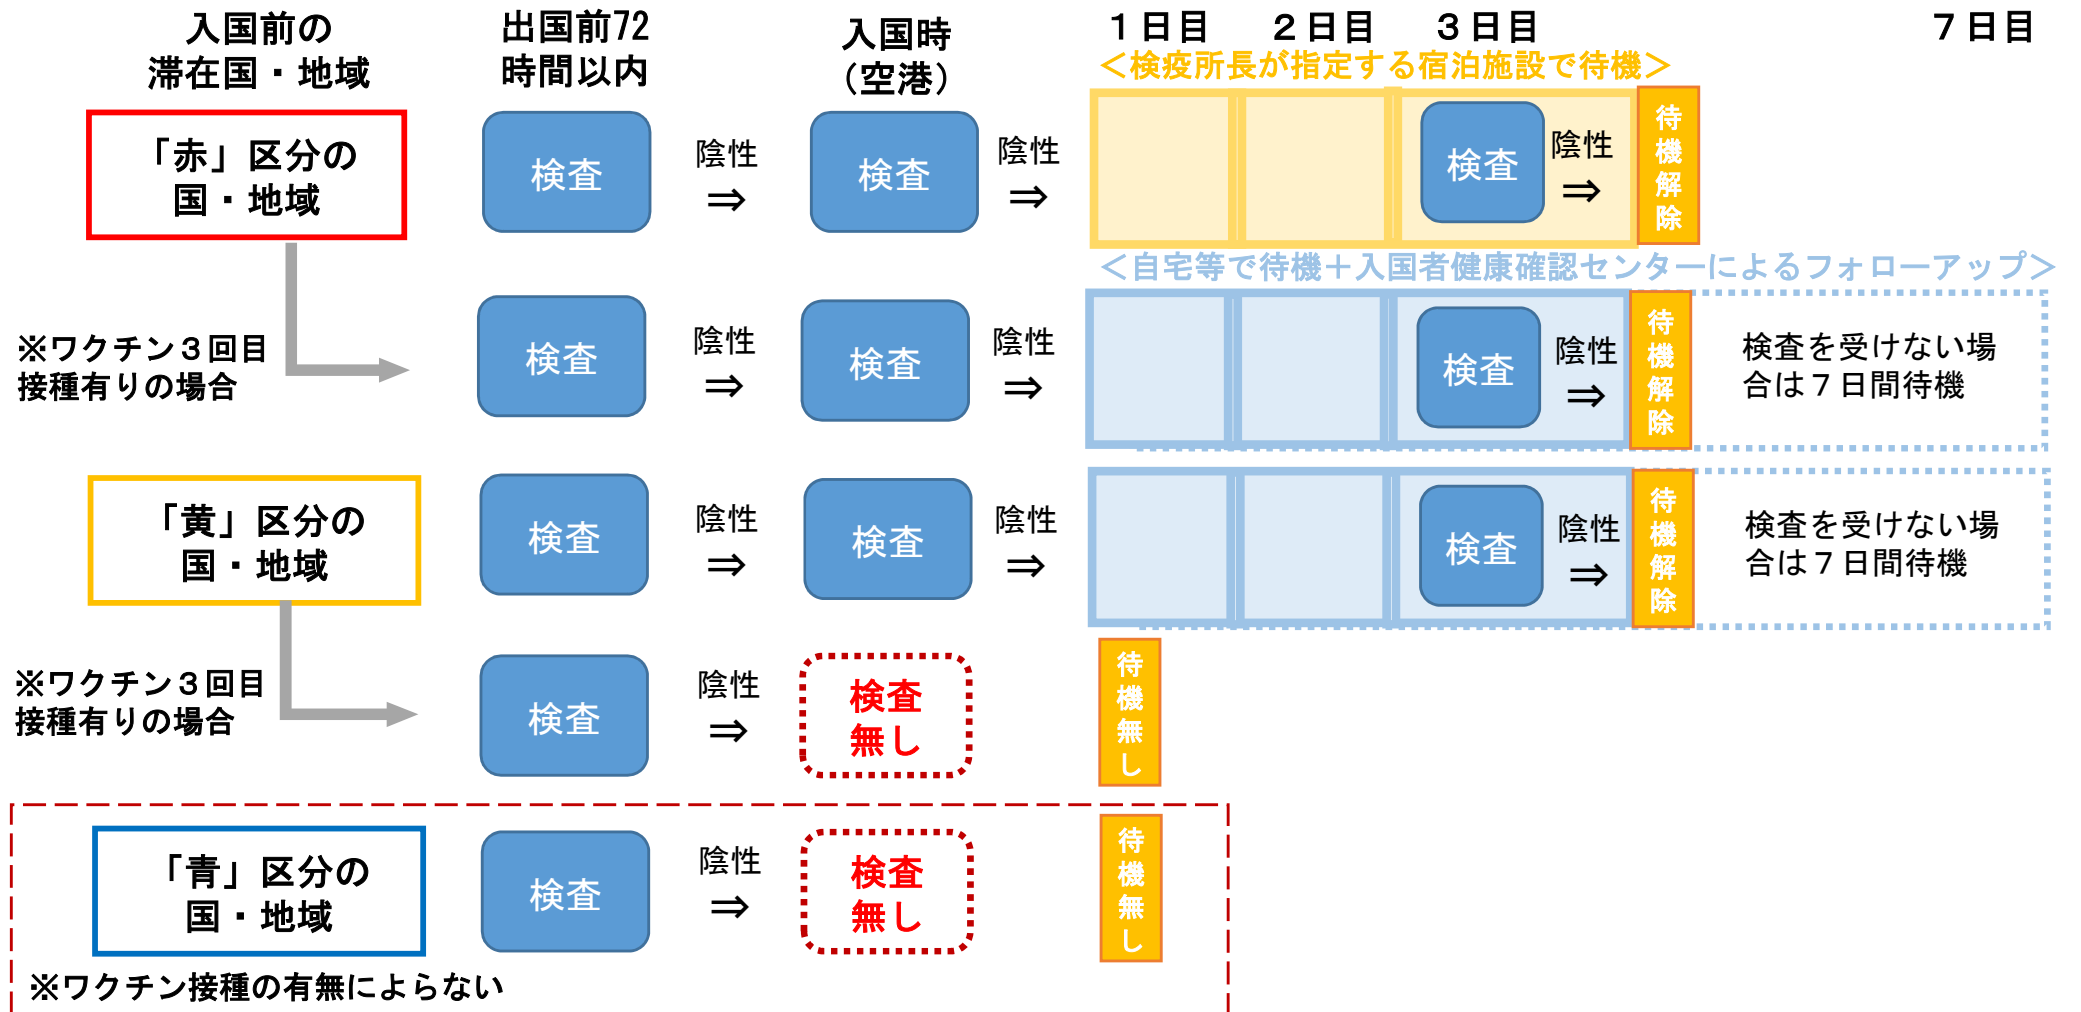 入国前の
滞在国・地域
出国前72
時間以内
入国時
（空港）
１日目
２日目
３日目
７日目
＜検疫所長が指定する宿泊施設で待機＞
「赤」区分の
国・地域
検査
陰性
⇒
検査
陰性
⇒
検査
陰性
⇒
待機解除
＜自宅等で待機＋入国者健康確認センターによるフォローアップ＞
※ワクチン３回目
接種有りの場合
検査
陰性
⇒
検査
陰性
⇒
検査
陰性
⇒
待機解除
検査を受けない場
合は７日間待機
「黄」区分の
国・地域
検査
陰性
⇒
検査
陰性
⇒
検査
陰性
⇒
待機解除
検査を受けない場
合は７日間待機
※ワクチン３回目
接種有りの場合
検査
陰性
⇒
検査
無し
待機無し
「青」区分の
国・地域
検査
陰性
⇒
検査
無し
待機無し
※ワクチン接種の有無によらない